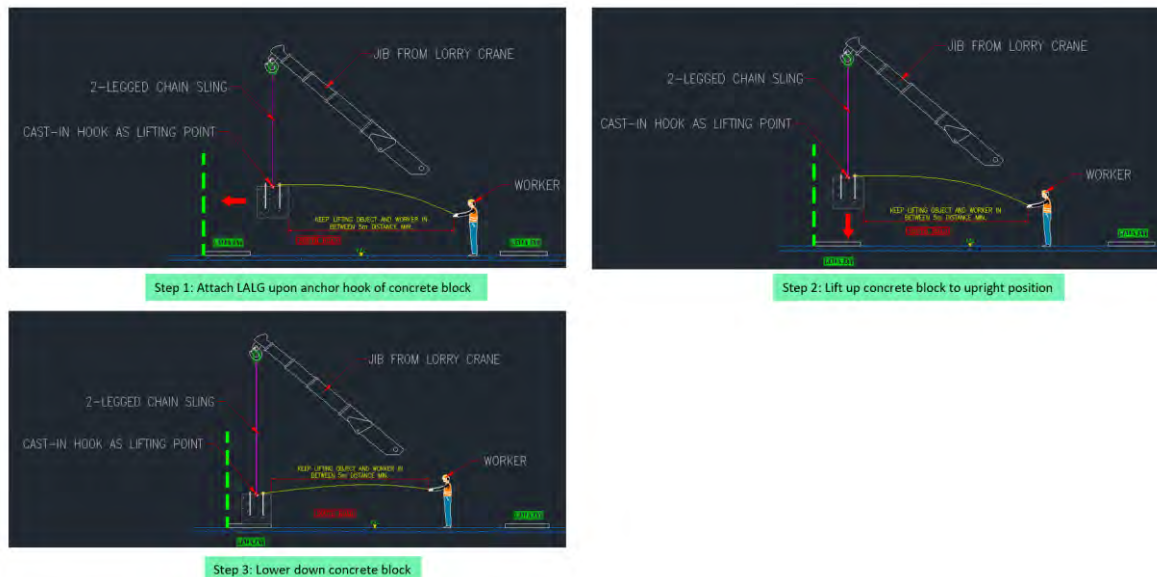 JIB FROM LORRY CRANE
2-LEGGED CHAIN SLING
CAST-IN HOOK AS LIFTING POINT
WORKER
KEEP LIFTING OBJECT AND WORKER IN
BETWEEN 5m DISTANCE MIN.
Step 1: Attach LALG upon anchor hook of concrete block
JIB FROM LORRY CRANE
2-LEGGED CHAIN SLING
CAST-IN HOOK AS LIFTING POINT
WORKER
KEEP LIFTING OBJECT AND WORKER IN
BETWEEN 5m DISTANCE MIN.
Step 2: Lift up concrete block to upright position
JIB FROM LORRY CRANE
2-LEGGED CHAIN SLING
CAST-IN HOOK AS LIFTING POINT
WORKER
KEEP LIFTING OBJECT AND WORKER IN
BETWEEN 5m DISTANCE MIN.
Step 3: Lower down concrete block